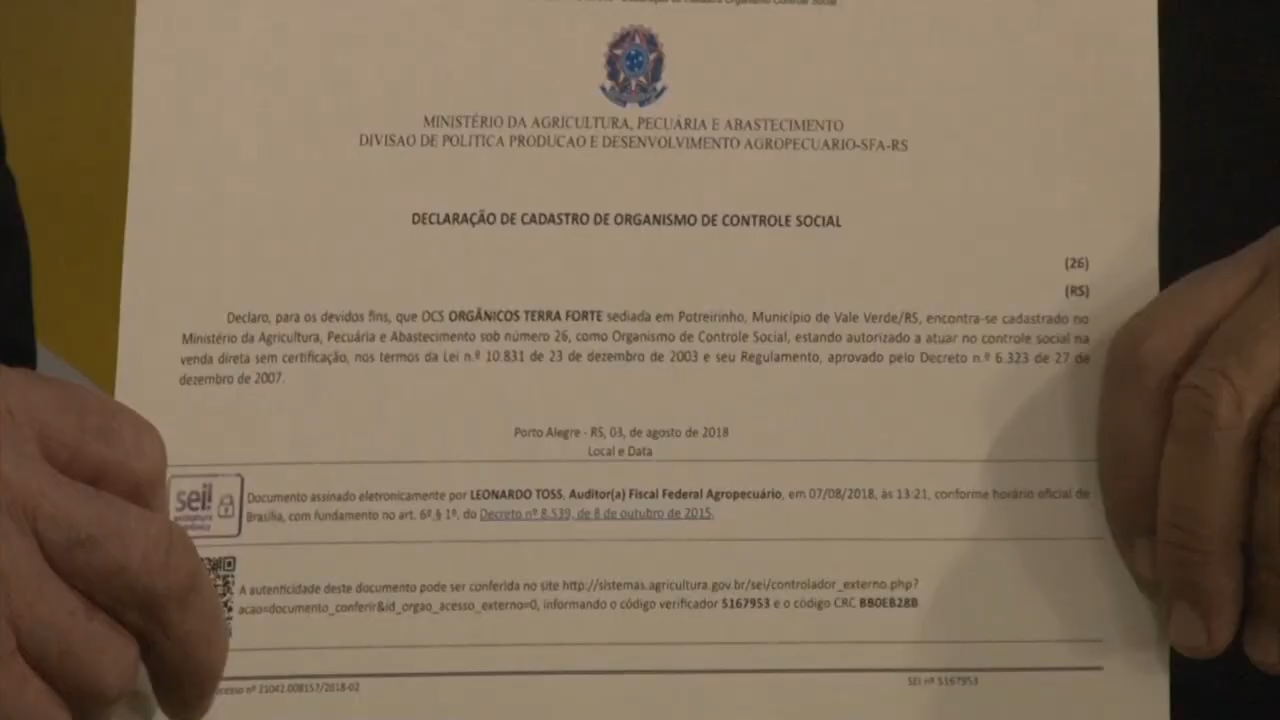 MINISTÉRIO DA AGRICULTURA, PECUÁRIA E ABASTECIMENTO
DIVISAO DE POLITICA PRODUCAO E DESENVOLVIMENTO AGROPECUARIO-SFA-RS
DECLARAÇÃO DE CADASTRO DE ORGANISMO DE CONTROLE SOCIAL
(26)
(RS)
Declaro, para os devidos fins, que OCS ORGÂNICOS TERRA FORTE sediada em Potreirinho, Município de Vale Verde/RS, encontra-se cadastrado no
Ministério da Agricultura, Pecuária e Abastecimento sob número 26, como Organismo de Controle Social, estando autorizado a atuar no controle social na
venda direta sem certificação, nos termos da Lei n.º 10.831 de 23 de dezembro de 2003 e seu Regulamento, aprovado pelo Decreto n.º 6.323 de 27 de
dezembro de 2007.
Porto Alegre - RS, 03, de agosto de 2018
Local e Data
sei!
Documento assinado eletronicamente por LEONARDO TOSS, Auditor(a) Fiscal Federal Agropecuário, em 07/08/2018, às 13:21, conforme horário oficial de
Brasília, com fundamento no art. 6º,§ 1º, do Decreto nº 8.539, de 8 de outubro de 2015.
A autenticidade deste documento pode ser conferida no site http://sistemas.agricultura.gov.br/sei/controlador_externo.php?
acao=documento_conferir&id_orgao_acesso_externo=0, informando o código verificador 5167953 e o código CRC BB0EB28B
nº 21042.008157/2018-02
SEI nº 5167953